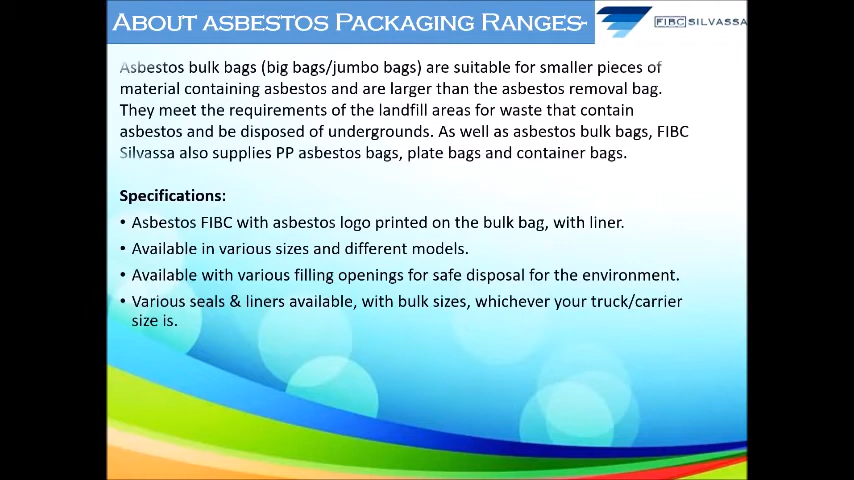 About asbestos Packaging Ranges-
FIBC SILVASSA
Asbestos bulk bags (big bags/jumbo bags) are suitable for smaller pieces of
material containing asbestos and are larger than the asbestos removal bag.
They meet the requirements of the landfill areas for waste that contain
asbestos and be disposed of undergrounds. As well as asbestos bulk bags, FIBC
Silvassa also supplies PP asbestos bags, plate bags and container bags.
Specifications:
• Asbestos FIBC with asbestos logo printed on the bulk bag, with liner.
• Available in various sizes and different models.
• Available with various filling openings for safe disposal for the environment.
• Various seals & liners available, with bulk sizes, whichever your truck/carrier
size is.